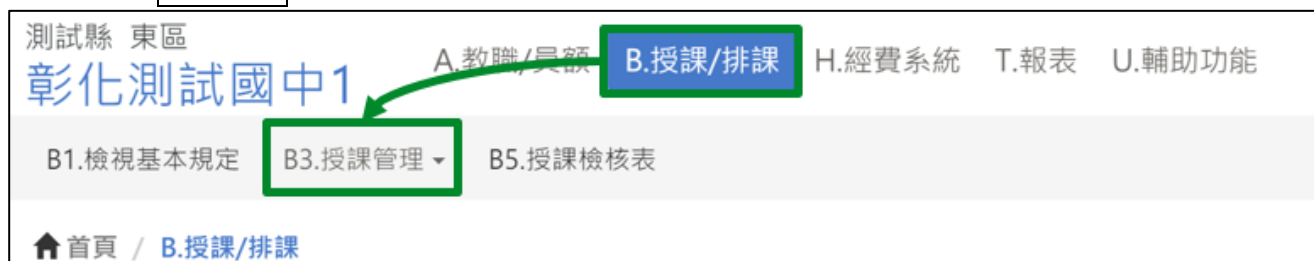 測試縣 東區
彰化測試國中1
A.教職/員額 B.授課/排課 H.經費系統 T.報表 U.輔助功能
B1.檢視基本規定 B3.授課管理 B5.授課檢核表
首頁 / B.授課/排課